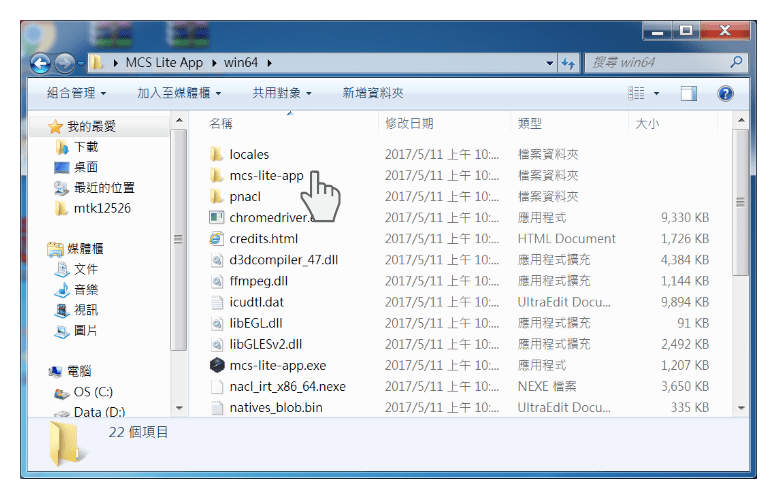 MCS Lite App
win64
搜尋 win64
組合管理
加入至媒體櫃
共用對象
新增資料夾
名稱 修改日期 類型 大小
我的最愛
下載
桌面
最近的位置
mtk12526
媒體櫃
文件
音樂
視訊
圖片
電腦
OS (C:)
Data (D:)
locales 2017/5/11 上午 10:... 檔案資料夾
mcs-lite-app 2017/5/11 上午 10:... 檔案資料夾
pnacl 2017/5/11 上午 10:... 檔案資料夾
chromedriver. 2017/5/11 上午 10:... 應用程式 9,330 KB
credits.html 2017/5/11 上午 10:... HTML Document 1,726 KB
d3dcompiler_47.dll 2017/5/11 上午 10:... 應用程式擴充 4,384 KB
ffmpeg.dll 2017/5/11 上午 10:... 應用程式擴充 1,144 KB
icudtl.dat 2017/5/11 上午 10:... UltraEdit Docu... 9,894 KB
libEGL.dll 2017/5/11 上午 10:... 應用程式擴充 91 KB
libGLESv2.dll 2017/5/11 上午 10:... 應用程式擴充 2,492 KB
mcs-lite-app.exe 2017/5/11 上午 10:... 應用程式 1,207 KB
nacl_irt_x86_64.nexe 2017/5/11 上午 10:... NEXE 檔案 3,650 KB
natives_blob.bin 2017/5/11 上午 10:... UltraEdit Docu... 335 KB
22 個項目